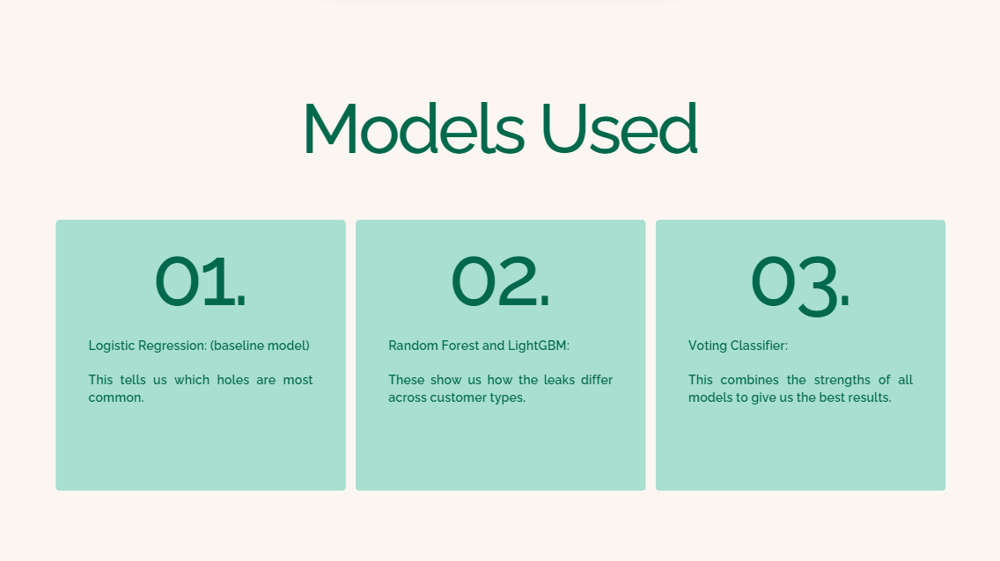 Models Used
01.
Logistic Regression: (baseline model)
This tells us which holes are most
common.
02.
Random Forest and LightGBM:
These show us how the leaks differ
across customer types.
03.
Voting Classifier:
This combines the strengths of all
models to give us the best results.